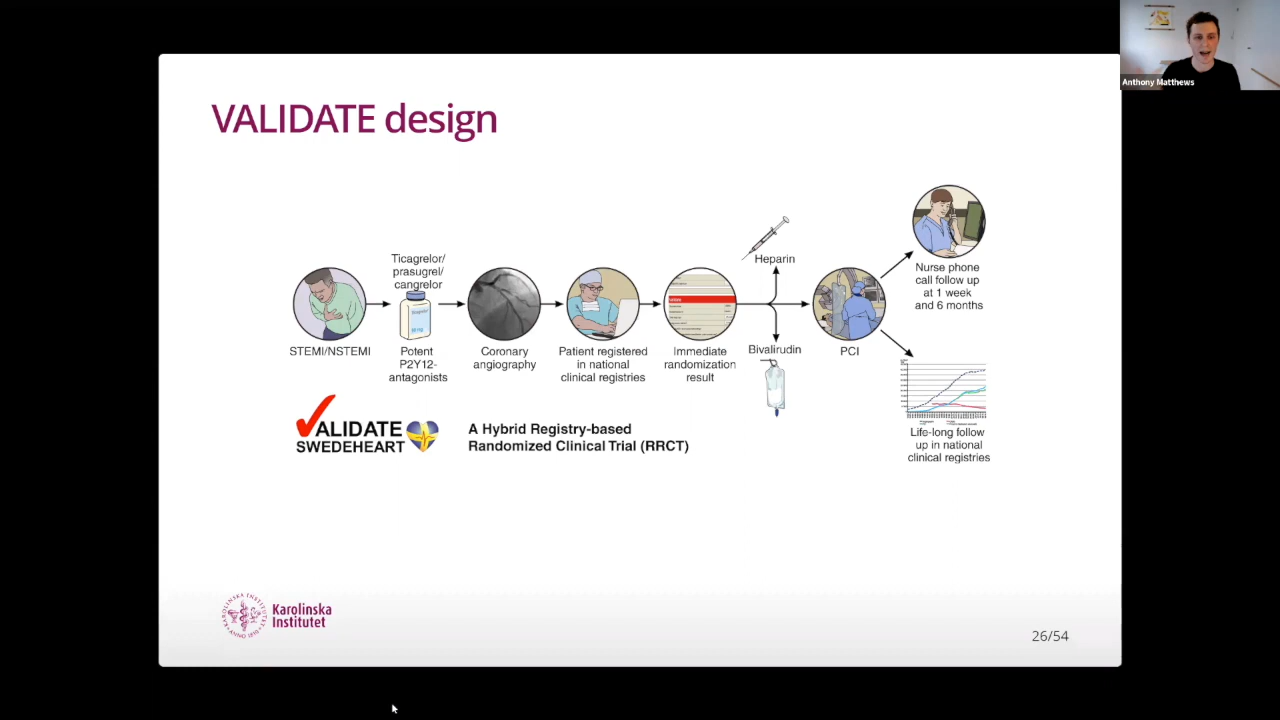 Anthony Matthews
VALIDATE design
Ticagrelor/
prasugrel/
cangrelor
Heparin
STEMI/NSTEMI
Potent
P2Y12-
antagonists
Coronary
angiography
Patient registered
in national
clinical registries
Immediate
randomization
result
Bivalirudin
PCI
Nurse phone
call follow up
at 1 week
and 6 months
Life-long follow
up in national
clinical registries
VALIDATE
SWEDEHEART
A Hybrid Registry-based
Randomized Clinical Trial (RRCT)
Karolinska
Institutet
26/54